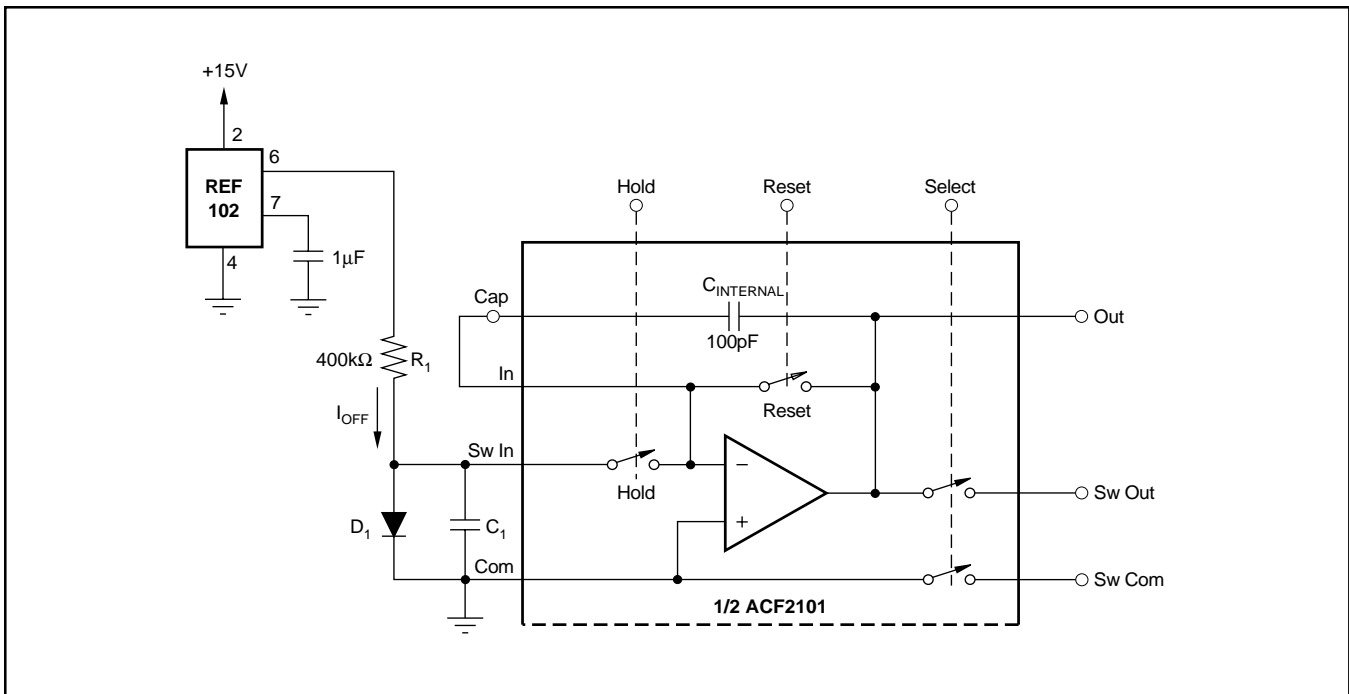 +15V
2
6
REF
102
7
4
1µF
Hold
Reset
Select
Cap
C_INTERNAL
100pF
Out
400kΩ
R_1
In
Reset
I_OFF
Sw In
Hold
−
+
Sw Out
D_1
C_1
Com
Sw Com
1/2 ACF2101